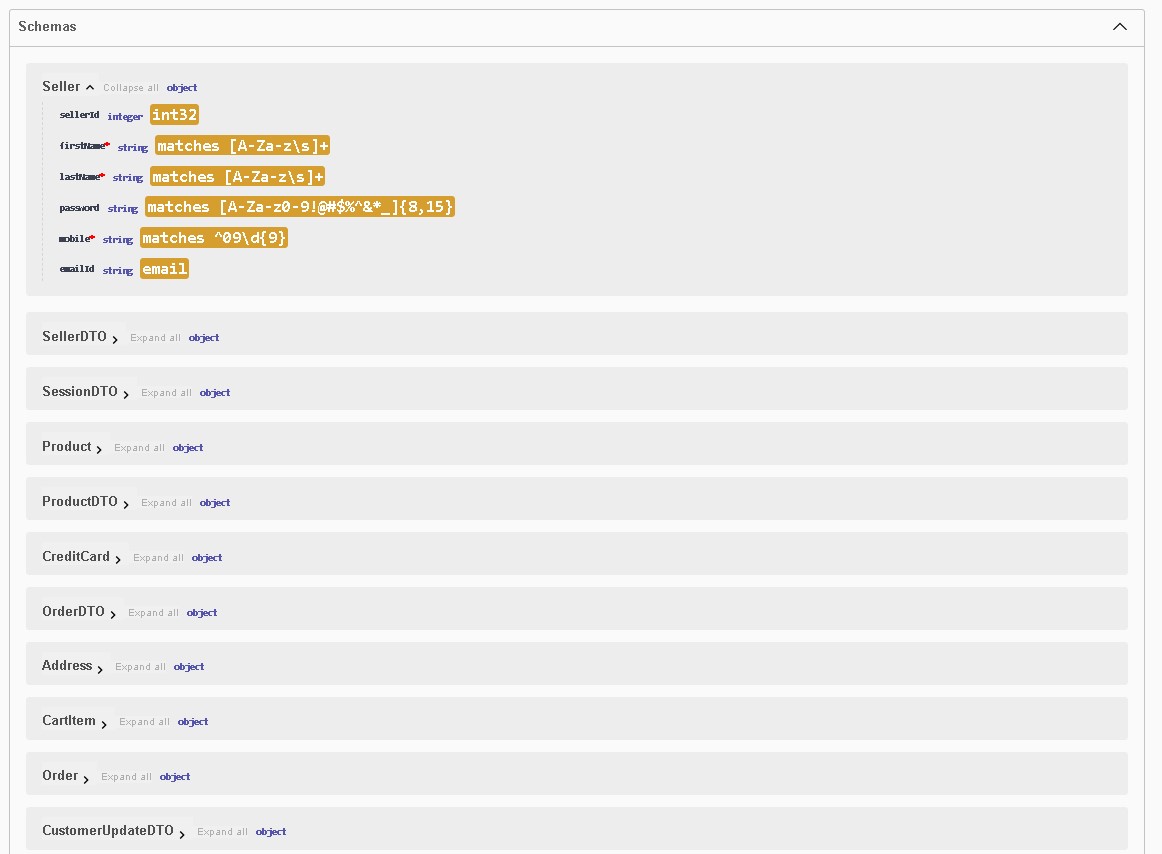 Schemas
Seller Collapse all object
sellerId integer int32
firstName* string matches [A-Za-z\s]+
lastName* string matches [A-Za-z\s]+
password string matches [A-Za-z0-9!@#$%^&*_]{8,15}
mobile* string matches ^09\d{9}
emailId string email
SellerDTO Expand all object
SessionDTO Expand all object
Product Expand all object
ProductDTO Expand all object
CreditCard Expand all object
OrderDTO Expand all object
Address Expand all object
CartItem Expand all object
Order Expand all object
CustomerUpdateDTO Expand all object